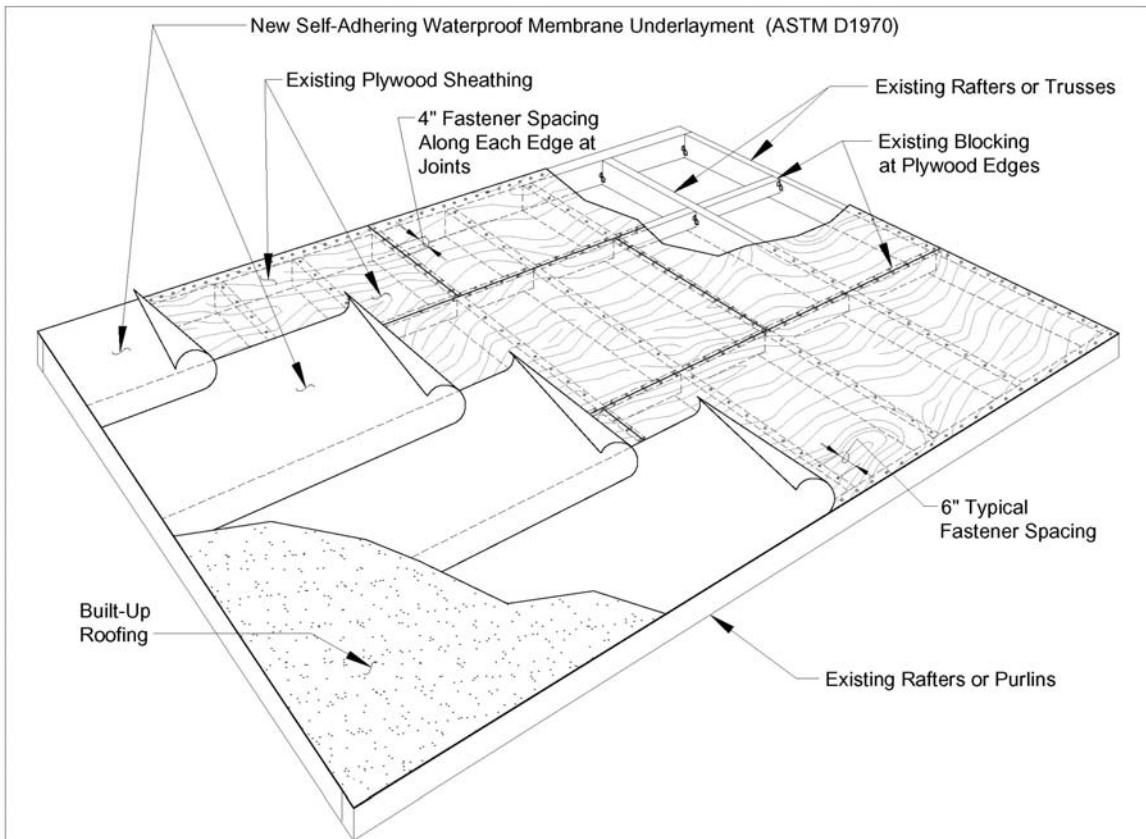 New Self-Adhering Waterproof Membrane Underlayment (ASTM D1970)
Existing Plywood Sheathing
4" Fastener Spacing
Along Each Edge at
Joints
Existing Rafters or Trusses
Existing Blocking
at Plywood Edges
6" Typical
Fastener Spacing
Built-Up
Roofing
Existing Rafters or Purlins